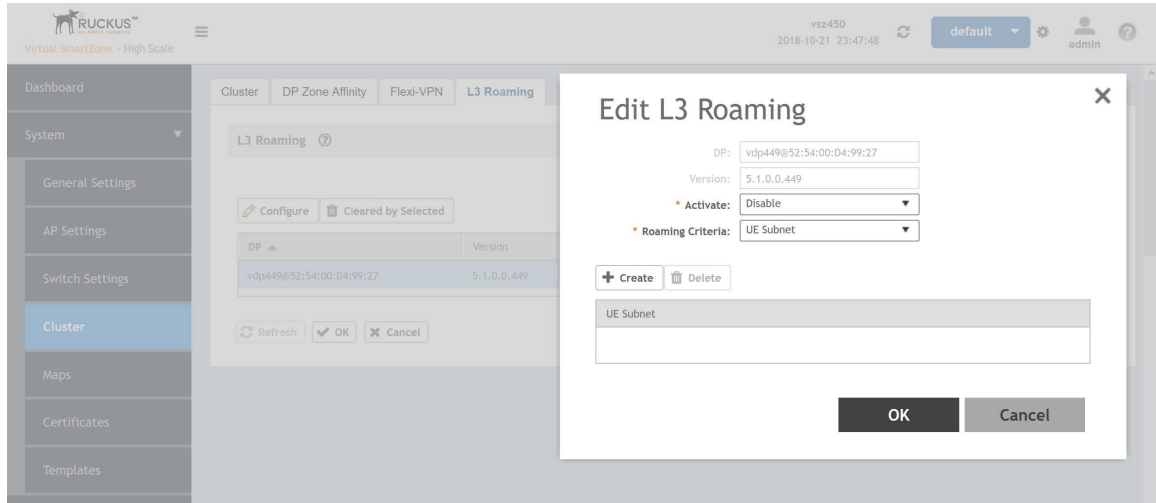 RUCKUS™
AN ARRIS COMPANY
Virtual SmartZone - High Scale
vsz450
2018-10-21 23:47:48
default
admin
Dashboard
System
General Settings
AP Settings
Switch Settings
Cluster
Maps
Certificates
Templates
Cluster DP Zone Affinity Flexi-VPN L3 Roaming
L3 Roaming ?
Configure Cleared by Selected
DP Version
vdp449@52:54:00:D4:99:27 5.1.0.0.449
Refresh OK Cancel
Edit L3 Roaming
DP: vdp449@52:54:00:D4:99:27
Version: 5.1.0.0.449
* Activate: Disable
* Roaming Criteria: UE Subnet
Create Delete
UE Subnet
OK Cancel